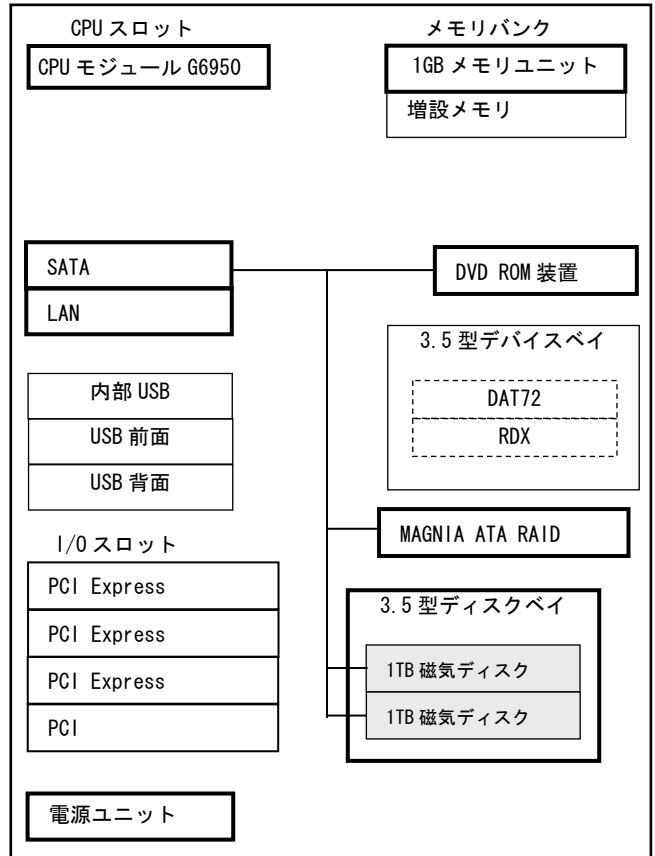 CPU スロット
メモリバンク
CPU モジュール G6950
1GB メモリユニット
増設メモリ
SATA
DVD ROM 装置
LAN
3.5 型デバイスベイ
内部 USB
DAT72
USB 前面
RDX
USB 背面
I/O スロット
MAGNIA ATA RAID
PCI Express
3.5 型ディスクベイ
PCI Express
1TB 磁気ディスク
PCI Express
1TB 磁気ディスク
PCI
電源ユニット